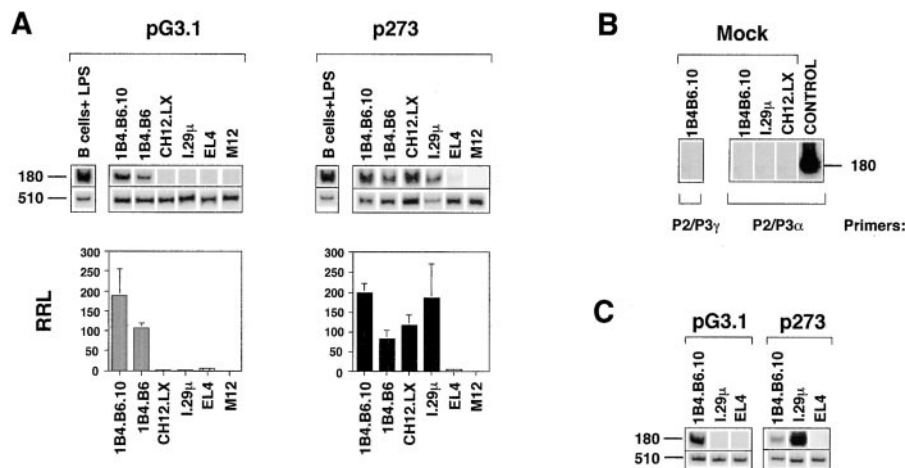 A
pG3.1
p273
B cells+ LPS
1B4.B6.10
1B4.B6
CH12.LX
I.29μ
EL4
M12
B cells+LPS
1B4.B6.10
1B4.B6
CH12.LX
I.29μ
EL4
M12
180
510
180
510
RRL
300
250
200
150
100
50
0
300
250
200
150
100
50
0
1B4.B6.10
1B4.B6
CH12.LX
I.29μ
EL4
M12
1B4.B6.10
1B4.B6
CH12.LX
I.29μ
EL4
M12
B
Mock
1B4B6.10
1B4B6.10
I.29μ
CH12.LX
CONTROL
180
P2/P3γ
P2/P3α
Primers:
C
pG3.1
p273
1B4.B6.10
I.29μ
EL4
1B4.B6.10
I.29μ
EL4
180
510